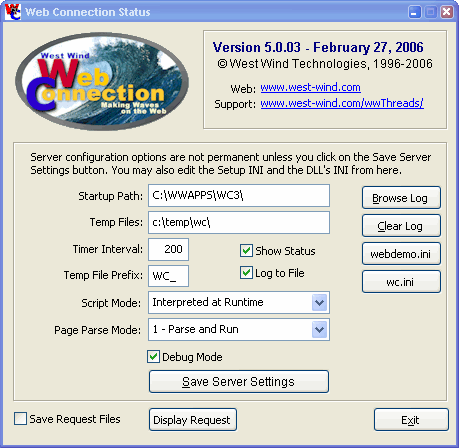 Web Connection Status
West Wind
Web
Connection
Making Waves
on the Web
Version 5.0.03 - February 27, 2006
© West Wind Technologies, 1996-2006
Web: www.west-wind.com
Support: www.west-wind.com/wwThreads/
Server configuration options are not permanent unless you click on the Save Server
Settings button. You may also edit the Setup INI and the DLL's INI from here.
Startup Path: C:\WWAPPS\WC3\ Browse Log
Temp Files: c:\temp\wc\ Clear Log
Timer Interval: 200 Show Status webdemo.ini
Temp File Prefix: WC_ Log to File wc.ini
Script Mode: Interpreted at Runtime
Page Parse Mode: 1 - Parse and Run
Debug Mode
Save Server Settings
Save Request Files Display Request Exit